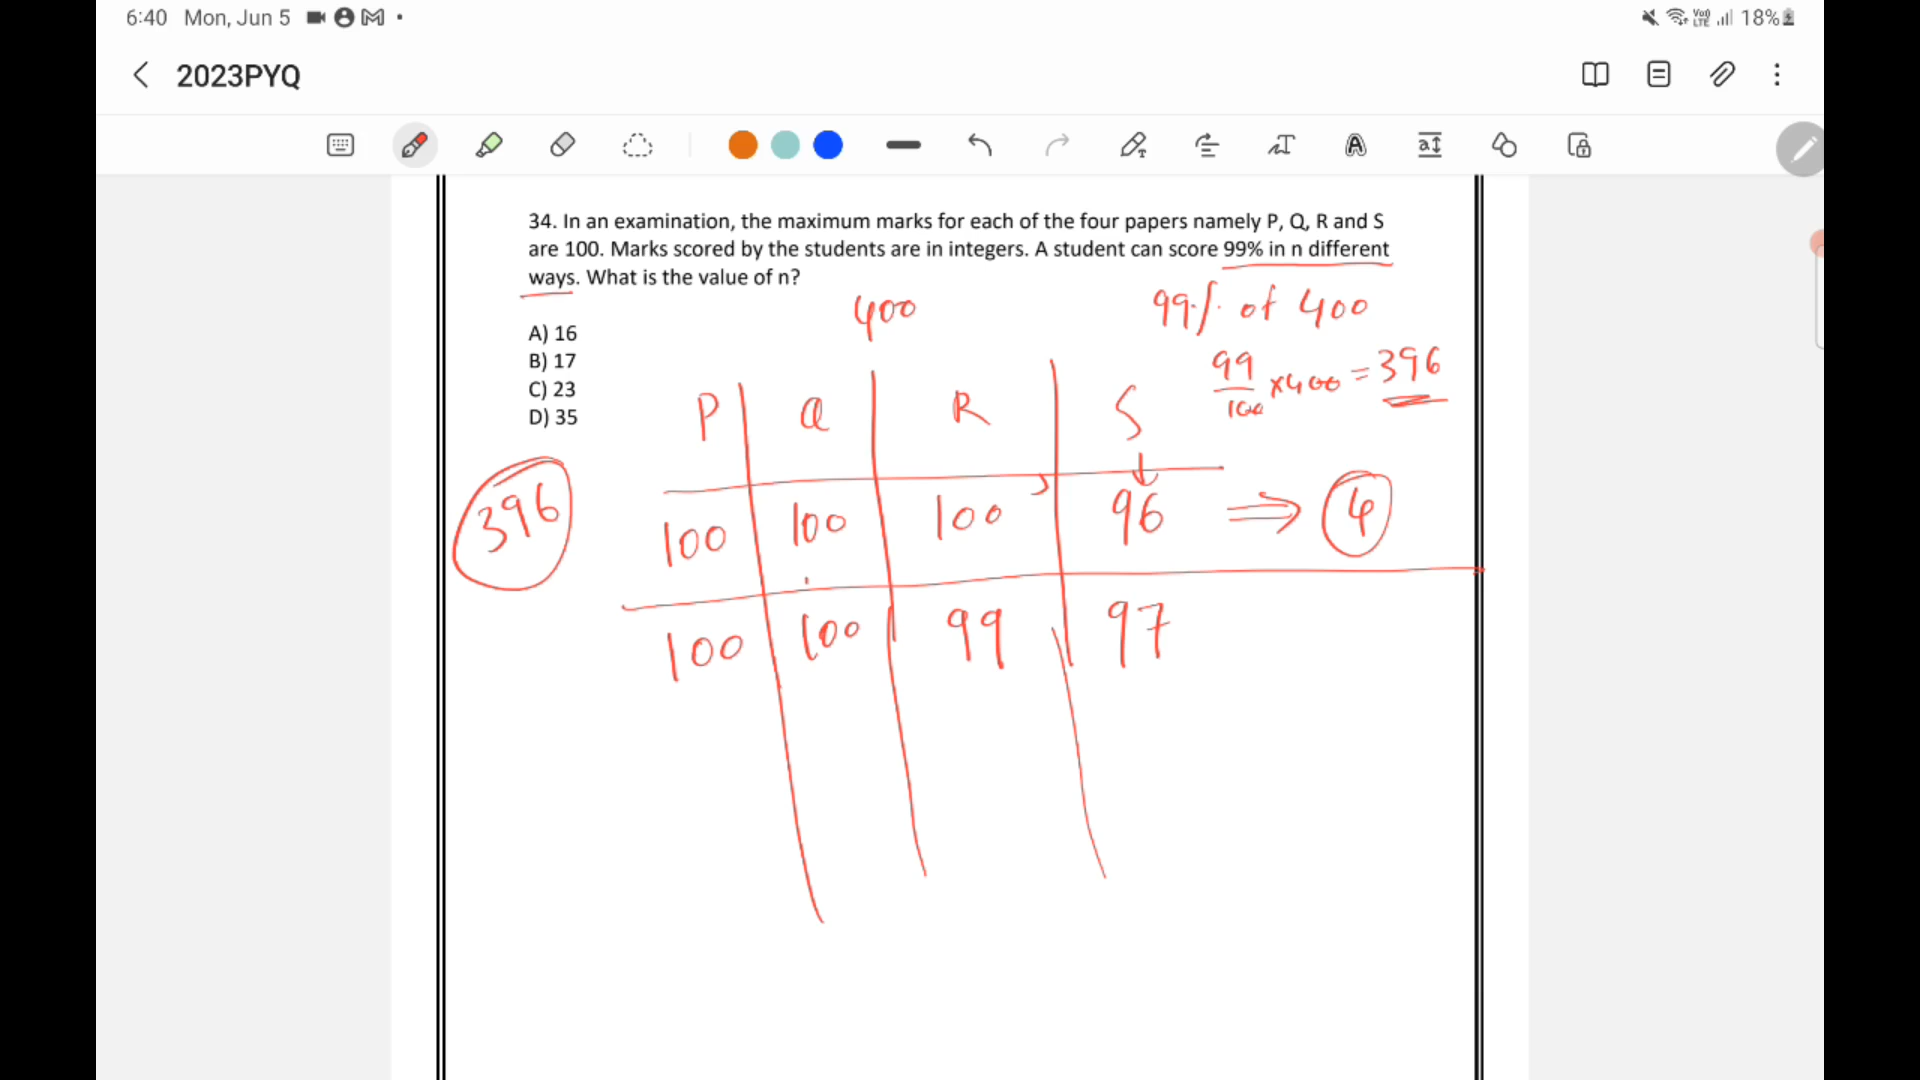 6:40 Mon, Jun 5
18%
2023PYQ
34. In an examination, the maximum marks for each of the four papers namely P, Q, R and S
are 100. Marks scored by the students are in integers. A student can score 99% in n different
ways. What is the value of n?
400
99% of 400
A) 16
B) 17
C) 23
D) 35
99/100 x400 = 396
P Q R S
396
100 100 100 96 ⇒ 4
100 100 99 97